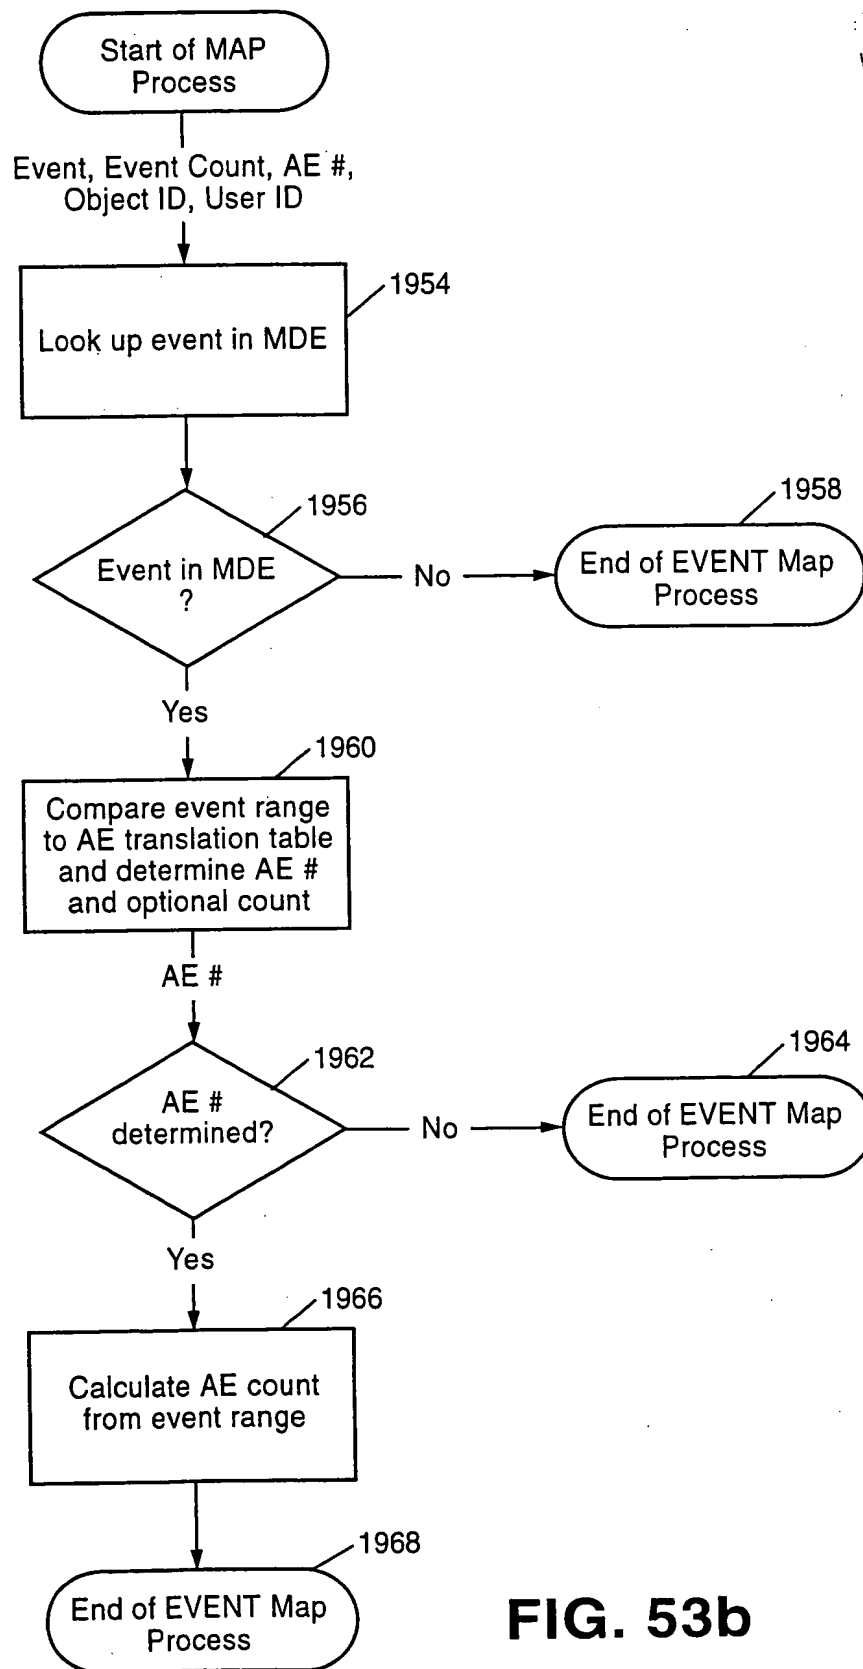 Start of MAP
Process
Event, Event Count, AE #,
Object ID, User ID
1954
Look up event in MDE
1956
Event in MDE
?
No
1958
End of EVENT Map
Process
Yes
1960
Compare event range
to AE translation table
and determine AE #
and optional count
AE #
1962
AE #
determined?
No
1964
End of EVENT Map
Process
Yes
1966
Calculate AE count
from event range
1968
End of EVENT Map
Process
FIG. 53b